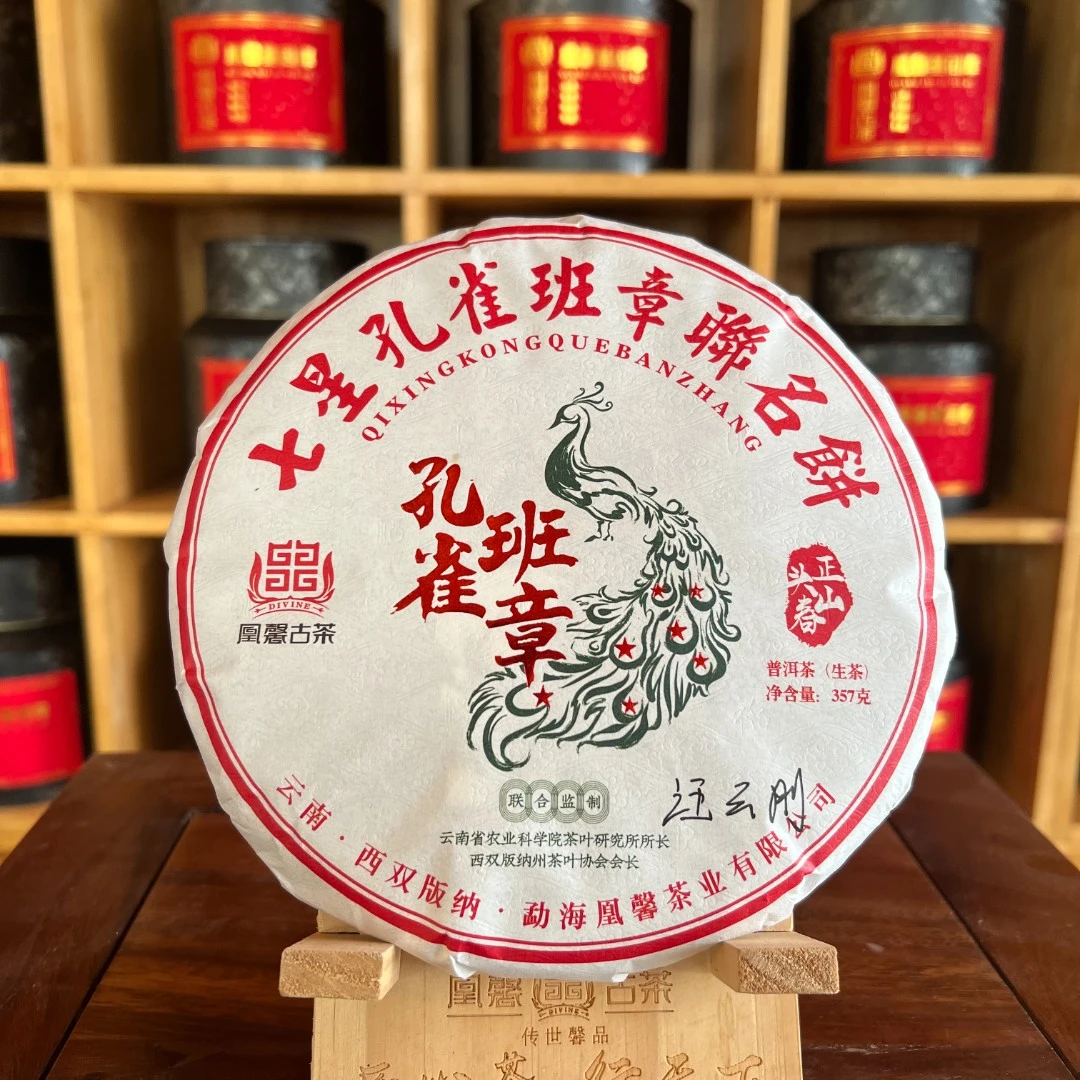 七星孔雀班章聯名餅
QIXINGKONGQUEBANZHANG
孔雀
班章
DIVINE
凰馨古茶
正山
头春
普洱茶（生茶）
净含量：357克
联合监制
汪云刚
云南省农业科学院茶叶研究所所长
西双版纳州茶叶协会会长
云南·西双版纳·勐海凰馨茶业有限公司
凰馨古茶
DIVINE
传世馨品